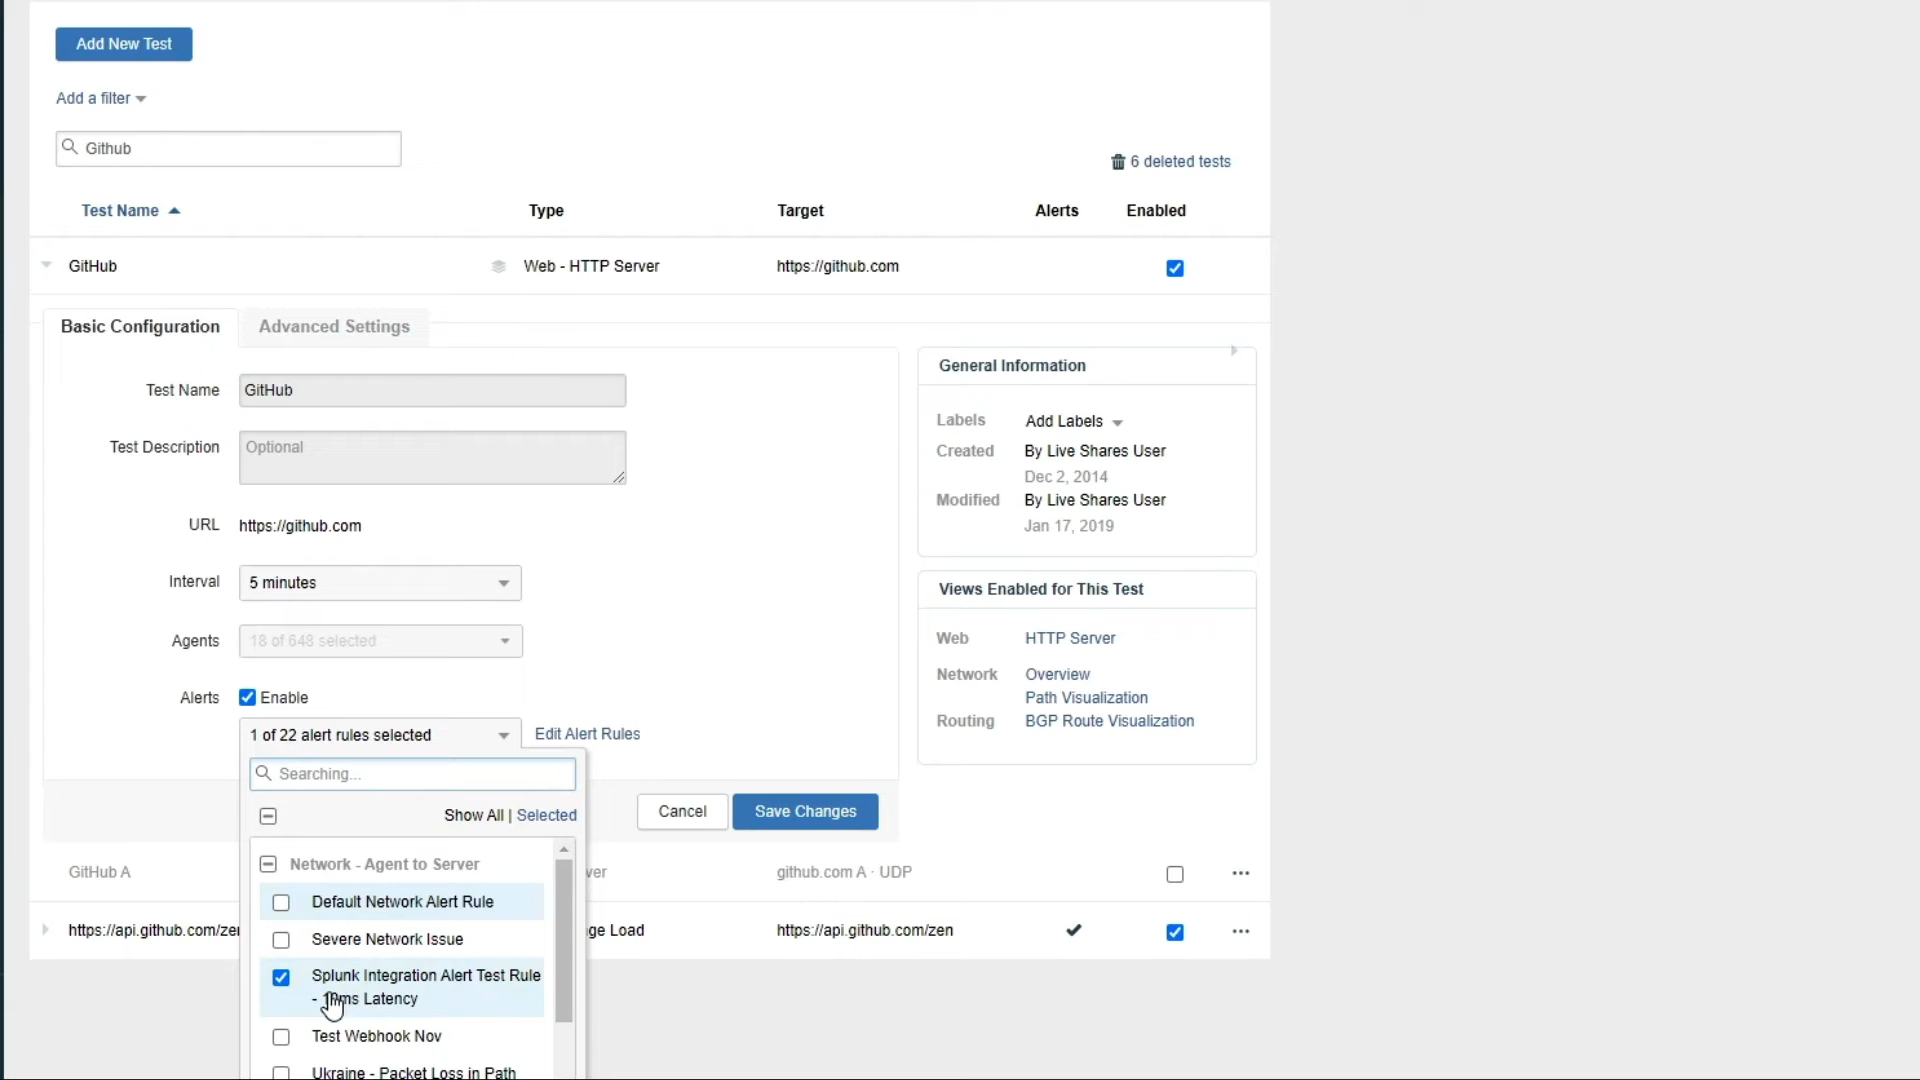 Add New Test
Add a filter
Github
6 deleted tests
Test Name Type Target Alerts Enabled
GitHub Web - HTTP Server https://github.com
Basic Configuration Advanced Settings
Test Name GitHub
Test Description Optional
URL https://github.com
Interval 5 minutes
Agents 18 of 648 selected
Alerts Enable
1 of 22 alert rules selected Edit Alert Rules
Searching...
Show All | Selected
Cancel Save Changes
Network - Agent to Server
Default Network Alert Rule
Severe Network Issue
Splunk Integration Alert Test Rule
- Latency
Test Webhook Nov
Ukraine - Packet Loss in Path
General Information
Labels Add Labels
Created By Live Shares User
Dec 2, 2014
Modified By Live Shares User
Jan 17, 2019
Views Enabled for This Test
Web HTTP Server
Network Overview
Path Visualization
Routing BGP Route Visualization
GitHub A ver github.com A · UDP
https://api.github.com/zen ge Load https://api.github.com/zen